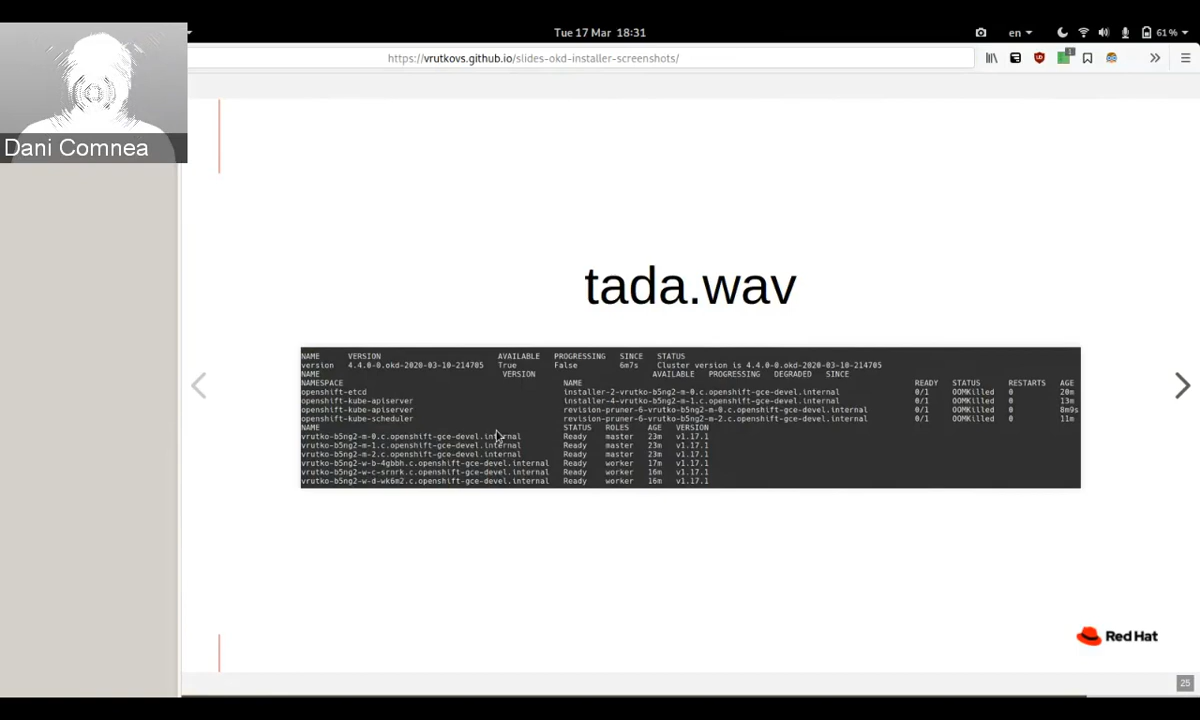 Tue 17 Mar 18:31
en
61%
https://vrutkovs.github.io/slides-okd-installer-screenshots/
1
Dani Comnea
tada.wav
NAME VERSION AVAILABLE PROGRESSING SINCE STATUS
version 4.4.0-0.okd-2020-03-10-214705 True False 6m7s Cluster version is 4.4.0-0.okd-2020-03-10-214705
NAME VERSION AVAILABLE PROGRESSING DEGRADED SINCE
NAMESPACE NAME READY STATUS RESTARTS AGE
openshift-etcd installer-2-vrutko-b5ng2-m-0.c.openshift-gce-devel.internal 0/1 OOMKilled 0 20m
openshift-kube-apiserver installer-4-vrutko-b5ng2-m-1.c.openshift-gce-devel.internal 0/1 OOMKilled 0 13m
openshift-kube-apiserver revision-pruner-6-vrutko-b5ng2-m-0.c.openshift-gce-devel.internal 0/1 OOMKilled 0 8m9s
openshift-kube-scheduler revision-pruner-6-vrutko-b5ng2-m-2.c.openshift-gce-devel.internal 0/1 OOMKilled 0 11m
NAME STATUS ROLES AGE VERSION
vrutko-b5ng2-m-0.c.openshift-gce-devel.internal Ready master 23m v1.17.1
vrutko-b5ng2-m-1.c.openshift-gce-devel.internal Ready master 23m v1.17.1
vrutko-b5ng2-m-2.c.openshift-gce-devel.internal Ready master 23m v1.17.1
vrutko-b5ng2-w-b-4gbbh.c.openshift-gce-devel.internal Ready worker 17m v1.17.1
vrutko-b5ng2-w-c-srnrk.c.openshift-gce-devel.internal Ready worker 16m v1.17.1
vrutko-b5ng2-w-d-wk6m2.c.openshift-gce-devel.internal Ready worker 16m v1.17.1
Red Hat
25